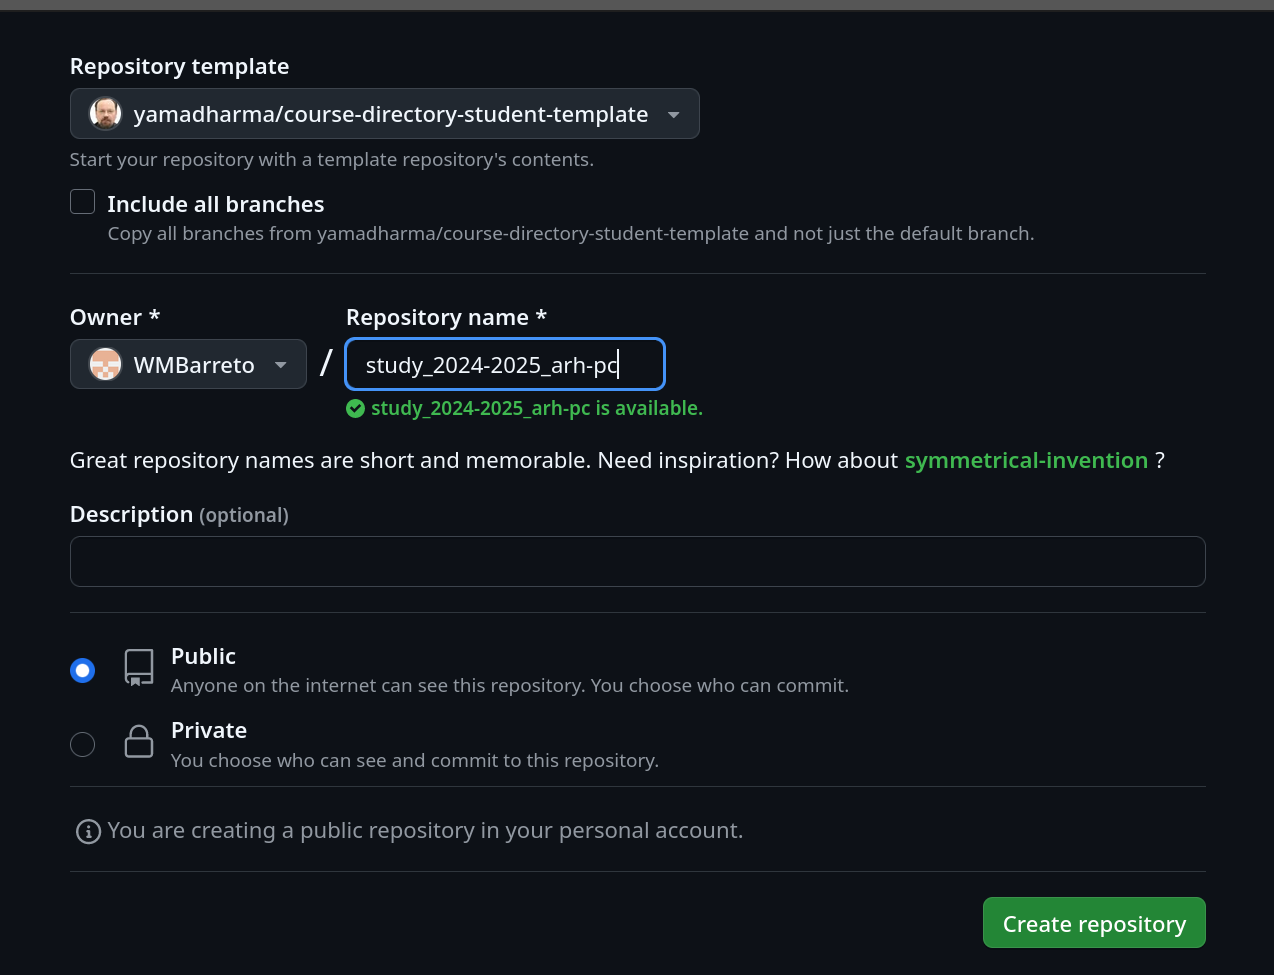 Repository template
yamadharma/course-directory-student-template
Start your repository with a template repository's contents.
Include all branches
Copy all branches from yamadharma/course-directory-student-template and not just the default branch.
Owner * Repository name *
WMBarreto / study_2024-2025_arh-pc
study_2024-2025_arh-pc is available.
Great repository names are short and memorable. Need inspiration? How about symmetrical-invention ?
Description (optional)
Public
Anyone on the internet can see this repository. You choose who can commit.
Private
You choose who can see and commit to this repository.
You are creating a public repository in your personal account.
Create repository